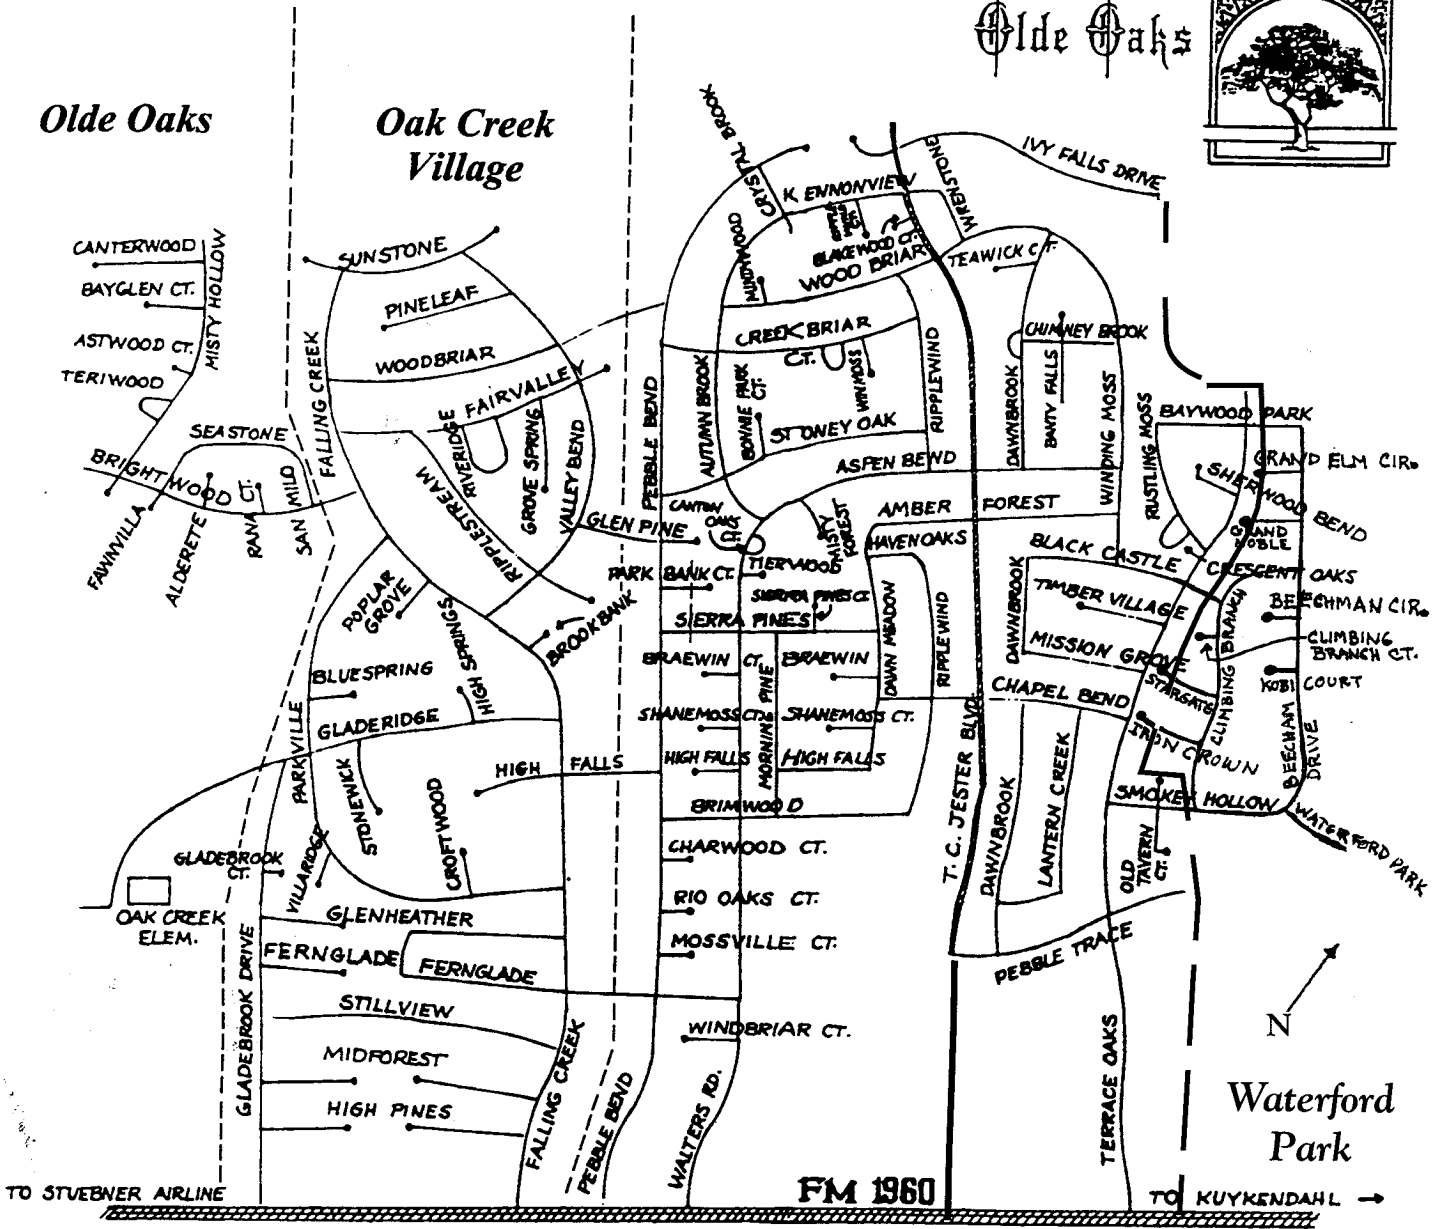 Olde Oaks
Olde Oaks
Oak Creek
Village
CRYSTAL BROOK
KENNONVIEW
WRENSTONE
IVY FALLS DRIVE
CANTERWOOD
MISTY HOLLOW
BAYGLEN CT.
ASTWOOD CT.
TERIWOOD
SUNSTONE
PINELEAF
WOODBRIAR
FALLING CREEK
FAIRVALLEY
MINDYWOOD
BLAKEWOOD CT.
WOOD BRIAR
TEAWICK CT.
CREEK BRIAR
CT.
WINMOSS
CHIMNEY BROOK
SEASTONE
BRIGHTWOOD
FAWNVILLA
ALDERETE
RANA CT.
SAN MILD
RIVERIDGE
RIPPLESTREAM
GROVE SPRING
VALLEY BEND
PEBBLE BEND
AUTUMN BROOK
BONNIE PARK
CT.
STONEY OAK
RIPPLEWIND
DAWNBROOK
BANTY FALLS
WINDING MOSS
RUSTLING MOSS
BAYWOOD PARK
GRAND ELM CIR.
SHERWOOD BEND
ASPEN BEND
GLEN PINE
CANYON
OAKS
MISTY
FOREST
AMBER FOREST
HAVENOAKS
GRAND
NOBLE
BLACK CASTLE
CRESCENT OAKS
PARK BANK CT.
TIERWOOD
SIERRA PINES CT.
SIERRA PINES
POPLAR
GROVE
HIGH SPRINGS
BROOKBANK
DAWN MEADOW
RIPPLEWIND
DAWNBROOK
TIMBER VILLAGE
BEECHMAN CIR.
CLIMBING BRANCH
CLIMBING
BRANCH CT.
MISSION GROVE
BLUESPRING
BRAEWIN CT.
BRAEWIN
MORNING PINE
STARGATE
KOBI COURT
CHAPEL BEND
PARKVILLE
GLADERIDGE
SHANEMOSS CT.
SHANEMOSS CT.
IRON CROWN
BEECHAM
DRIVE
HIGH FALLS
HIGH FALLS
HIGH FALLS
STONEWICK
CROFTWOOD
BRIMWOOD
T. C. JESTER BLVD.
DAWNBROOK
LANTERN CREEK
SMOKEY HOLLOW
WATERFORD PARK
OLD
TAVERN
CT.
GLADEBROOK
CT.
VILLARIDGE
CHARWOOD CT.
OAK CREEK
ELEM.
GLENHEATHER
RIO OAKS CT.
FERNGLADE
FERNGLADE
MOSSVILLE CT.
PEBBLE TRACE
GLADEBROOK DRIVE
STILLVIEW
WINDBRIAR CT.
N
MIDFOREST
HIGH PINES
FALLING CREEK
PEBBLE BEND
WALTERS RD.
TERRACE OAKS
Waterford
Park
TO STUEBNER AIRLINE
FM 1960
TO KUYKENDAHL →